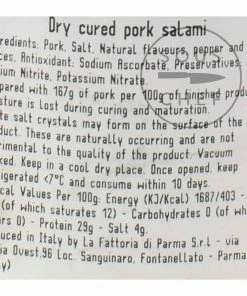 Dry cured pork salami
redients: Pork, Salt, Natural flavours, pepper and
ces, Antioxidant: Sodium Ascorbate, Preservatives
ium Nitrite, Potassium Nitrate.
pared with 167g of pork per 100g of finished produ
sture is lost during curing and maturation.
te salt crystals may form on the surface of the
duct. These are naturally occurring and are not
rimental to the quality of the product. Vacuum
ked. Keep in a cool dry place. Once opened, keep
rigerated <7°C and consume within 10 days.
ical Values Per 100g: Energy (KJ/Kcal) 1687/403 -
(of which saturates 12) - Carbohydrates 0 (of which
ars 0) - Protein 29g - Salt 4g.
duced in Italy by La Fattoria di Parma S.r.l - via
ia Ovest,96 Loc. Sanguinaro, Fontanellato - Parma
y)
CHEF